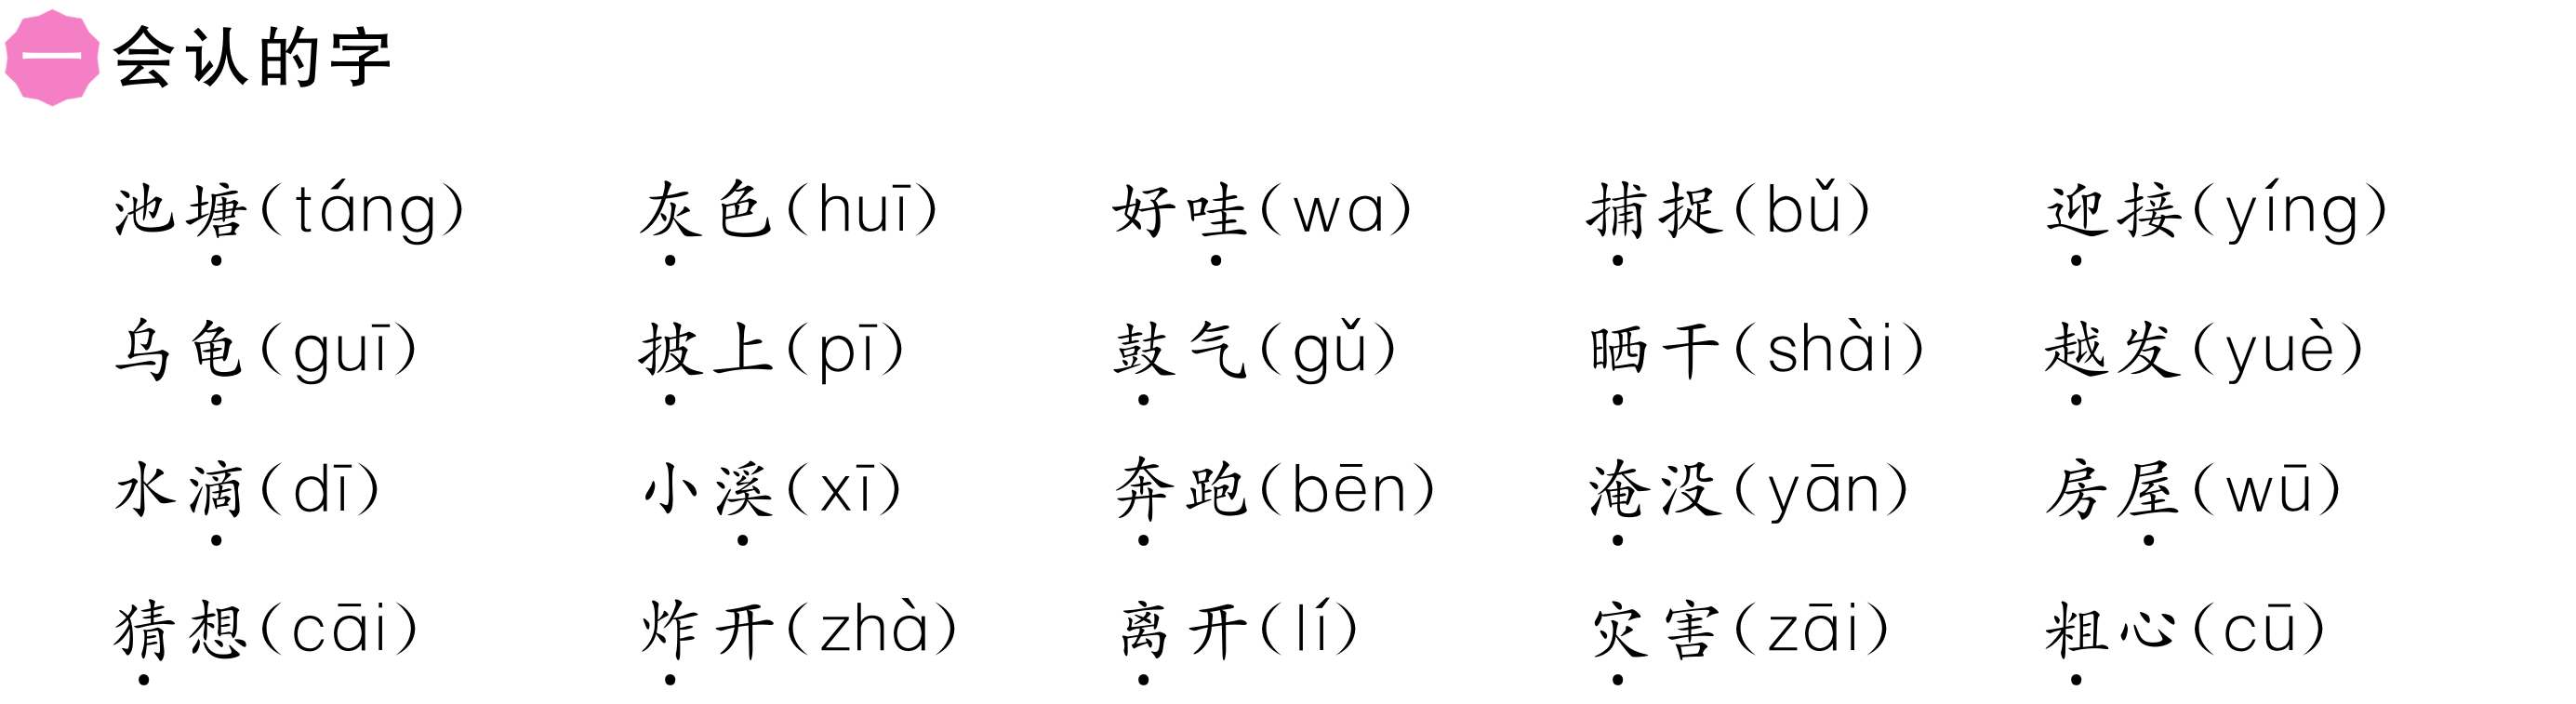 一 会认的字
池塘(táng) 灰色(huī) 好哇(wa) 捕捉(bǔ) 迎接(yíng)
乌龟(guī) 披上(pī) 鼓气(gǔ) 晒干(shài) 越发(yuè)
水滴(dī) 小溪(xī) 奔跑(bēn) 淹没(yān) 房屋(wū)
猜想(cāi) 炸开(zhà) 离开(lí) 灾害(zāi) 粗心(cū)